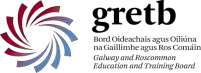 gretb
Bord Oideachais agus Oiliúna
na Gaillimhe agus Ros Comáin
Galway and Roscommon
Education and Training Board